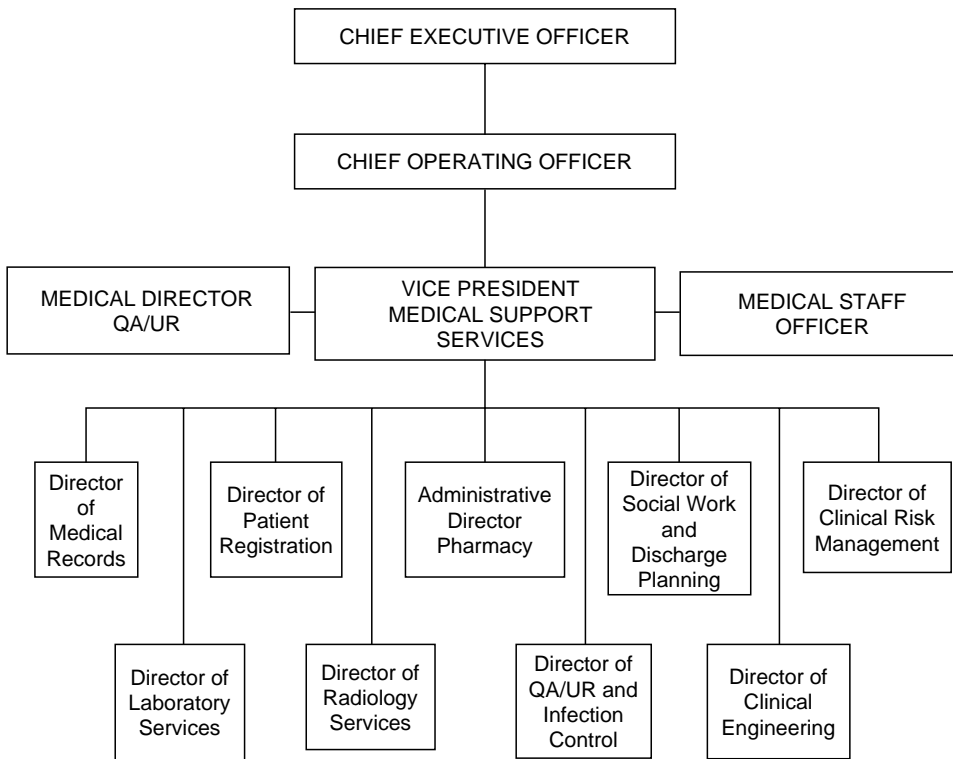 CHIEF EXECUTIVE OFFICER
CHIEF OPERATING OFFICER
MEDICAL DIRECTOR
QA/UR
VICE PRESIDENT
MEDICAL SUPPORT
SERVICES
MEDICAL STAFF
OFFICER
Director
of
Medical
Records
Director of
Patient
Registration
Administrative
Director
Pharmacy
Director of
Social Work
and
Discharge
Planning
Director of
Clinical Risk
Management
Director of
Laboratory
Services
Director of
Radiology
Services
Director of
QA/UR and
Infection
Control
Director of
Clinical
Engineering